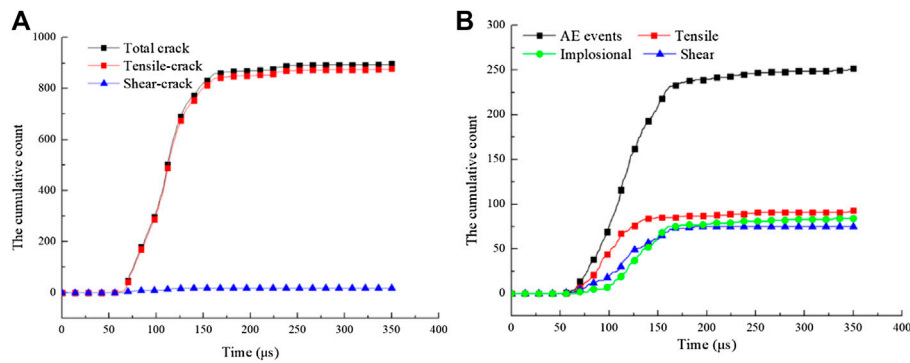 A
The cumulative count
1000
800
600
400
200
0
Total crack
Tensile-crack
Shear-crack
0 50 100 150 200 250 300 350 400
Time (μs)
B
The cumulative count
300
250
200
150
100
50
0
AE events Tensile
Implosional Shear
0 50 100 150 200 250 300 350 400
Time (μs)